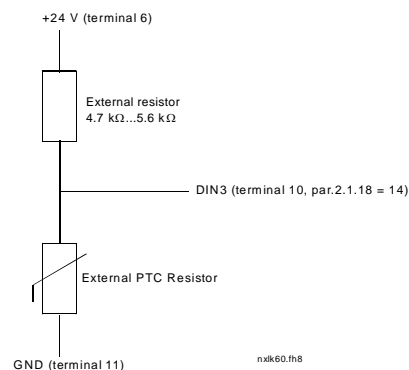 +24 V (terminal 6)
External resistor
4.7 kΩ...5.6 kΩ
DIN3 (terminal 10, par.2.1.18 = 14)
External PTC Resistor
nxlk60.fh8
GND (terminal 11)